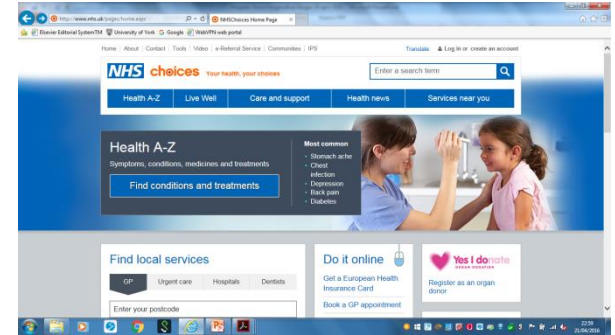 http://www.nhs.uk/pages/home.aspx
NHSChoices Home Page
Elsevier Editorial SystemTM University of York Google WebVPN web portal
Home About Contact Tools Video e-Referral Service Communities IPS
Translate Log in or create an account
NHS choices Your health, your choices
Enter a search term
Health A-Z Live Well Care and support Health news Services near you
Health A-Z
Symptoms, conditions, medicines and treatments
Find conditions and treatments
Most common
Stomach ache
Chest
infection
Depression
Back pain
Diabetes
Find local services
GP Urgent care Hospitals Dentists
Enter your postcode
Do it online
Get a European Health
Insurance Card
Book a GP appointment
Yes I donate
ORGAN DONATION
Register as an organ
donor
22:59
21/04/2016